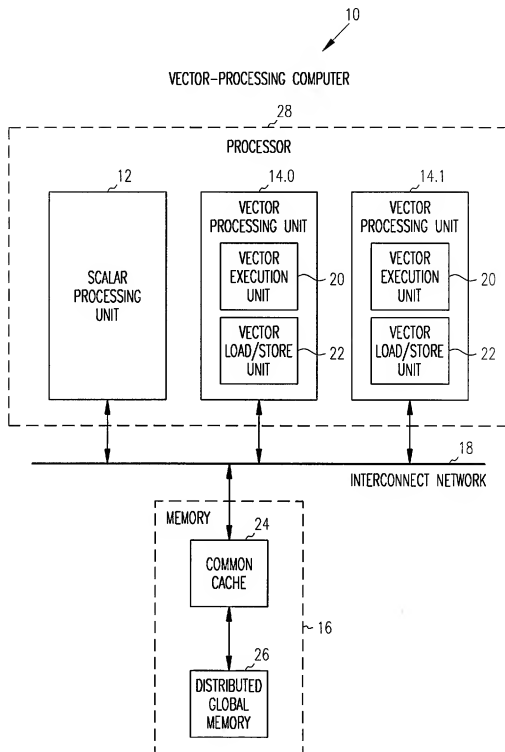 10
VECTOR-PROCESSING COMPUTER
28
PROCESSOR
12
SCALAR
PROCESSING
UNIT
14.0
VECTOR
PROCESSING UNIT
VECTOR
EXECUTION
UNIT
20
VECTOR
LOAD/STORE
UNIT
22
14.1
VECTOR
PROCESSING UNIT
VECTOR
EXECUTION
UNIT
20
VECTOR
LOAD/STORE
UNIT
22
18
INTERCONNECT NETWORK
MEMORY
24
COMMON
CACHE
16
26
DISTRIBUTED
GLOBAL
MEMORY